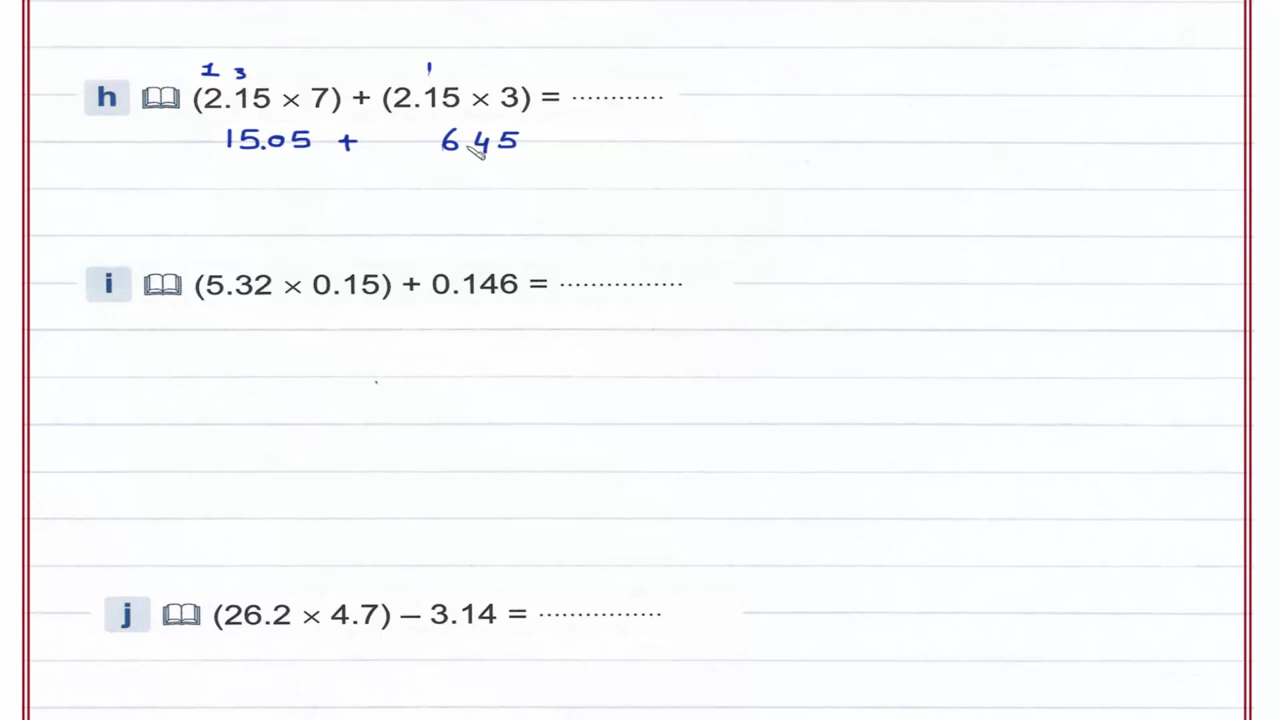 1 3 1
h (2.15 × 7) + (2.15 × 3) = ............
15.05 + 6 45
i (5.32 × 0.15) + 0.146 = ................
j (26.2 × 4.7) – 3.14 = ................